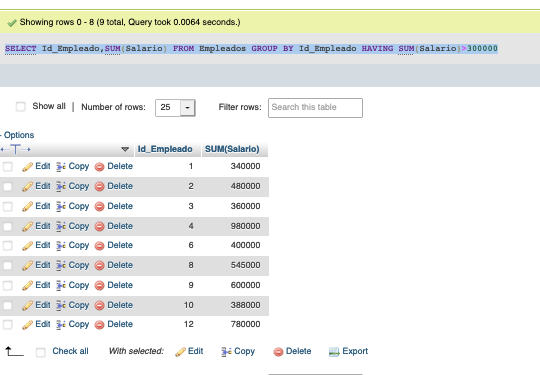 Showing rows 0 - 8 (9 total, Query took 0.0064 seconds.)
SELECT Id_Empleado,SUM(Salario) FROM Empleados GROUP BY Id_Empleado HAVING SUM(Salario)>300000
Show all | Number of rows: 25 Filter rows: Search this table
- Options
Id_Empleado SUM(Salario)
Edit Copy Delete 1 340000
Edit Copy Delete 2 480000
Edit Copy Delete 3 360000
Edit Copy Delete 4 980000
Edit Copy Delete 6 400000
Edit Copy Delete 8 545000
Edit Copy Delete 9 600000
Edit Copy Delete 10 388000
Edit Copy Delete 12 780000
Check all With selected: Edit Copy Delete Export